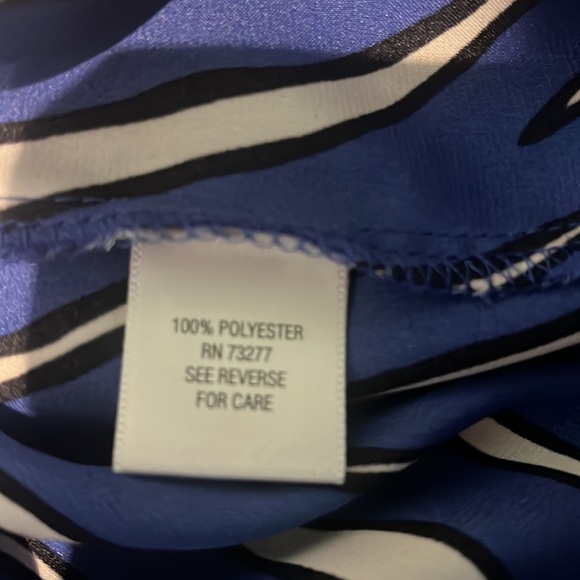 100% POLYESTER
RN 73277
SEE REVERSE
FOR CARE